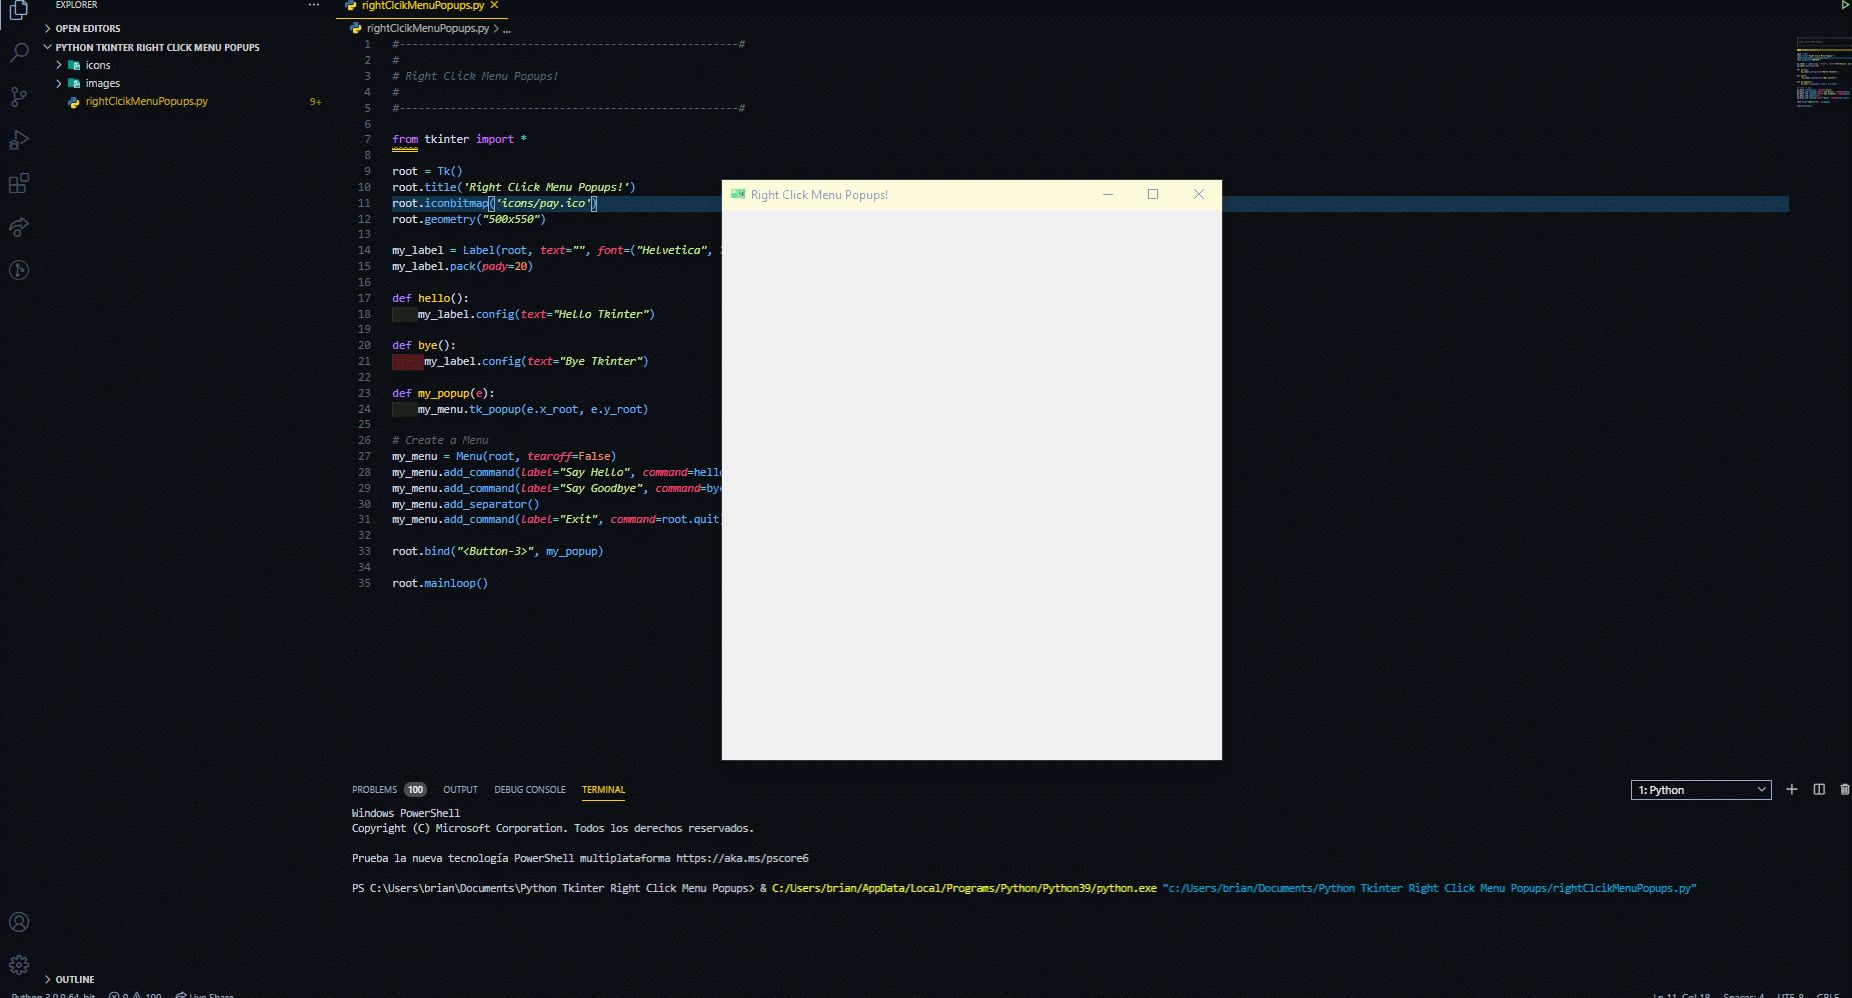 EXPLORER
OPEN EDITORS
PYTHON TKINTER RIGHT CLICK MENU POPUPS
icons
images
rightClcikMenuPopups.py 9+
rightClcikMenuPopups.py
rightClcikMenuPopups.py > ...
1 #-----------------------------------------------------#
2 #
3 # Right Click Menu Popups!
4 #
5 #-----------------------------------------------------#
6
7 from tkinter import *
8
9 root = Tk()
10 root.title('Right Click Menu Popups!')
11 root.iconbitmap('icons/pay.ico')
12 root.geometry("500x550")
13
14 my_label = Label(root, text="", font=("Helvetica",
15 my_label.pack(pady=20)
16
17 def hello():
18 my_label.config(text="Hello Tkinter")
19
20 def bye():
21 my_label.config(text="Bye Tkinter")
22
23 def my_popup(e):
24 my_menu.tk_popup(e.x_root, e.y_root)
25
26 # Create a Menu
27 my_menu = Menu(root, tearoff=False)
28 my_menu.add_command(label="Say Hello", command=hello
29 my_menu.add_command(label="Say Goodbye", command=bye
30 my_menu.add_separator()
31 my_menu.add_command(label="Exit", command=root.quit)
32
33 root.bind("<Button-3>", my_popup)
34
35 root.mainloop()
Right Click Menu Popups!
PROBLEMS 100 OUTPUT DEBUG CONSOLE TERMINAL
1: Python
Windows PowerShell
Copyright (C) Microsoft Corporation. Todos los derechos reservados.
Prueba la nueva tecnología PowerShell multiplataforma https://aka.ms/pscore6
PS C:\Users\brian\Documents\Python Tkinter Right Click Menu Popups> & C:/Users/brian/AppData/Local/Programs/Python/Python39/python.exe "c:/Users/brian/Documents/Python Tkinter Right Click Menu Popups/rightClcikMenuPopups.py"
OUTLINE
Python 3.9.0 64-bit 0 100 Live Share
Ln 11, Col 18 Spaces: 4 UTF-8 CRLF